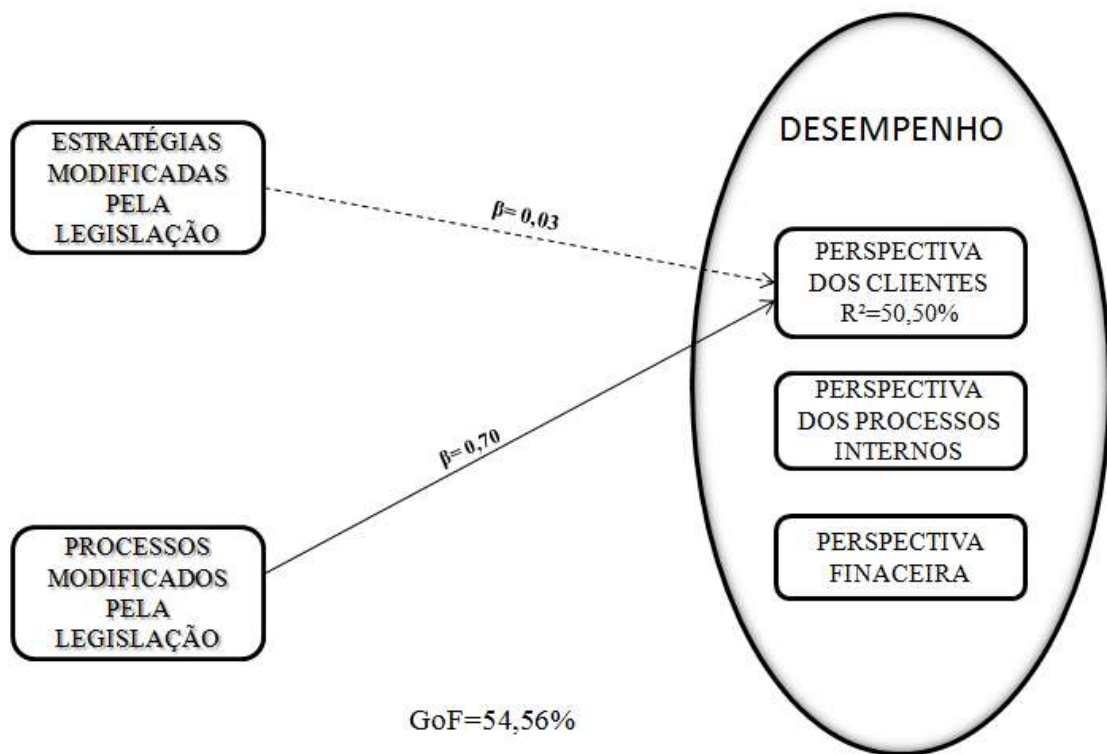 ESTRATÉGIAS
MODIFICADAS
PELA
LEGISLAÇÃO
β= 0,03
PROCESSOS
MODIFICADOS
PELA
LEGISLAÇÃO
β= 0,70
DESEMPENHO
PERSPECTIVA
DOS CLIENTES
R²=50,50%
PERSPECTIVA
DOS PROCESSOS
INTERNOS
PERSPECTIVA
FINACEIRA
GoF=54,56%